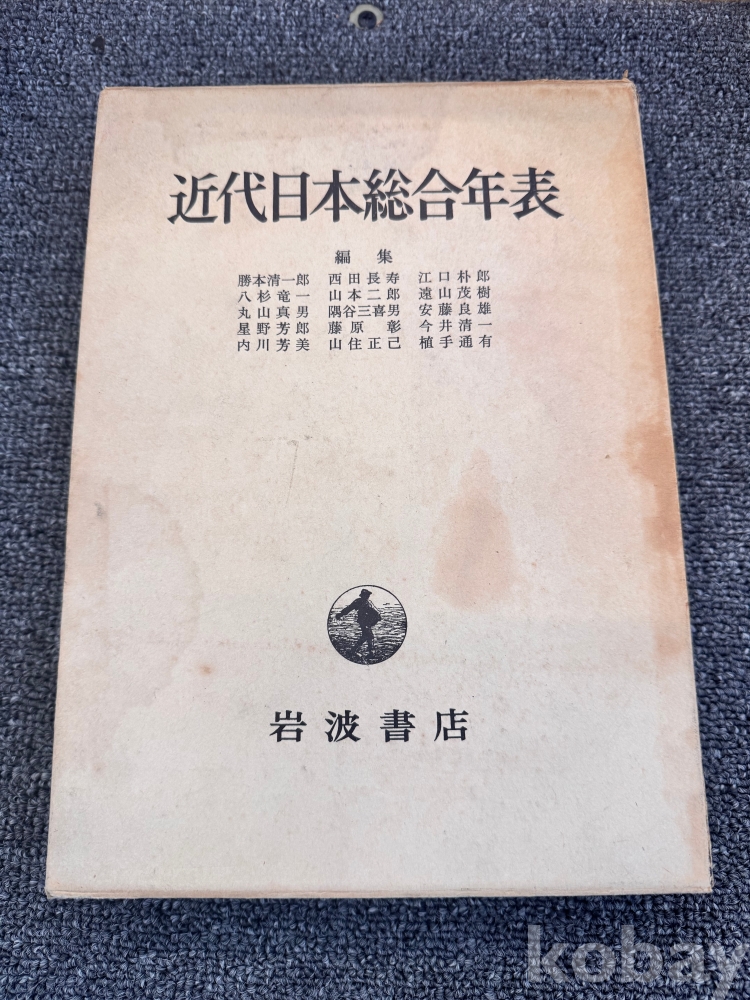 近代日本総合年表
編集
勝本清一郎 西田長寿 江口朴郎
八杉竜一 山本二郎 遠山茂樹
丸山真男 隅谷三喜男 安藤良雄
星野芳郎 藤原彰 今井清一
内川芳美 山住正己 植手通有
岩波書店
kobay